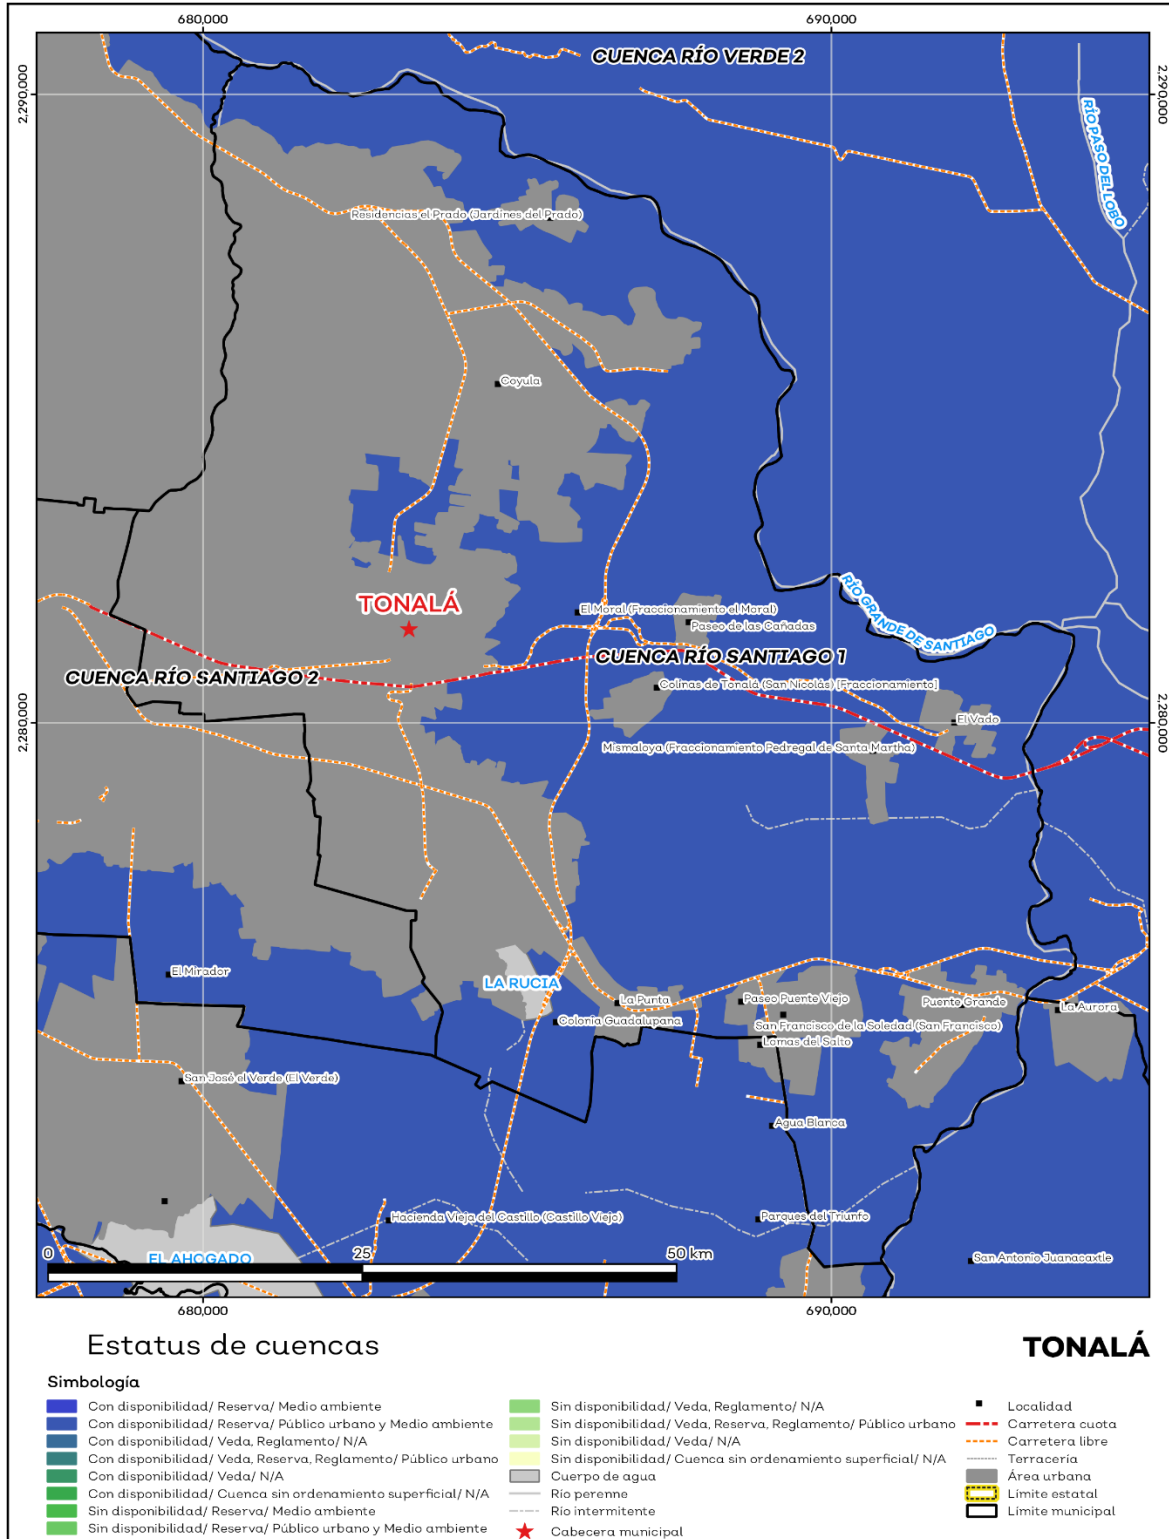 680,000
690,000
CUENCA RÍO VERDE 2
2,290,000
2,290,000
RÍO PASO DEL LOBO
Residencias el Prado (Jardines del Prado)
Coyula
TONALÁ
El Moral (Fraccionamiento el Moral)
Paseo de las Cañadas
RÍO GRANDE DE SANTIAGO
CUENCA RÍO SANTIAGO 1
CUENCA RÍO SANTIAGO 2
Colinas de Tonalá (San Nicolás) [Fraccionamiento]
2,280,000
2,280,000
El Vado
Mismaloya (Fraccionamiento Pedregal de Santa Martha)
El Mirador
LA RUCIA
La Punta
Paseo Puente Viejo
Puente Grande
La Aurora
Colonia Guadalupana
San Francisco de la Soledad (San Francisco)
Lomas del Salto
San José el Verde (El Verde)
Agua Blanca
Hacienda Vieja del Castillo (Castillo Viejo)
Parques del Triunfo
EL AHOGADO
San Antonio Juanacaxtle
0
25
50 km
680,000
690,000
Estatus de cuencas
TONALÁ
Simbología
Con disponibilidad/ Reserva/ Medio ambiente
Con disponibilidad/ Reserva/ Público urbano y Medio ambiente
Con disponibilidad/ Veda, Reglamento/ N/A
Con disponibilidad/ Veda, Reserva, Reglamento/ Público urbano
Con disponibilidad/ Veda/ N/A
Con disponibilidad/ Cuenca sin ordenamiento superficial/ N/A
Sin disponibilidad/ Reserva/ Medio ambiente
Sin disponibilidad/ Reserva/ Público urbano y Medio ambiente
Sin disponibilidad/ Veda, Reglamento/ N/A
Sin disponibilidad/ Veda, Reserva, Reglamento/ Público urbano
Sin disponibilidad/ Veda/ N/A
Sin disponibilidad/ Cuenca sin ordenamiento superficial/ N/A
Cuerpo de agua
Río perenne
Río intermitente
Cabecera municipal
Localidad
Carretera cuota
Carretera libre
Terracería
Área urbana
Límite estatal
Límite municipal